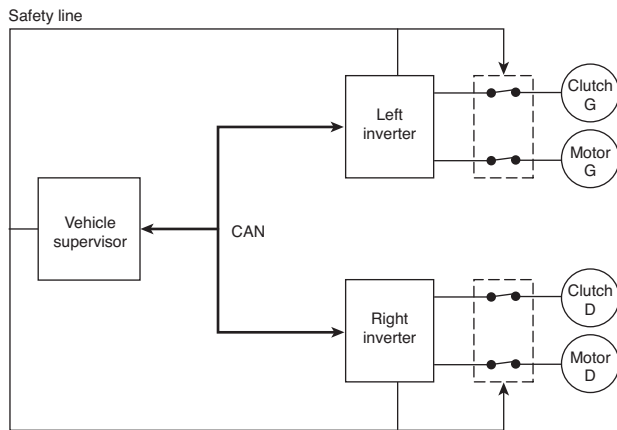 Safety line
Left
inverter
Clutch
G
Motor
G
Vehicle
supervisor
CAN
Right
inverter
Clutch
D
Motor
D